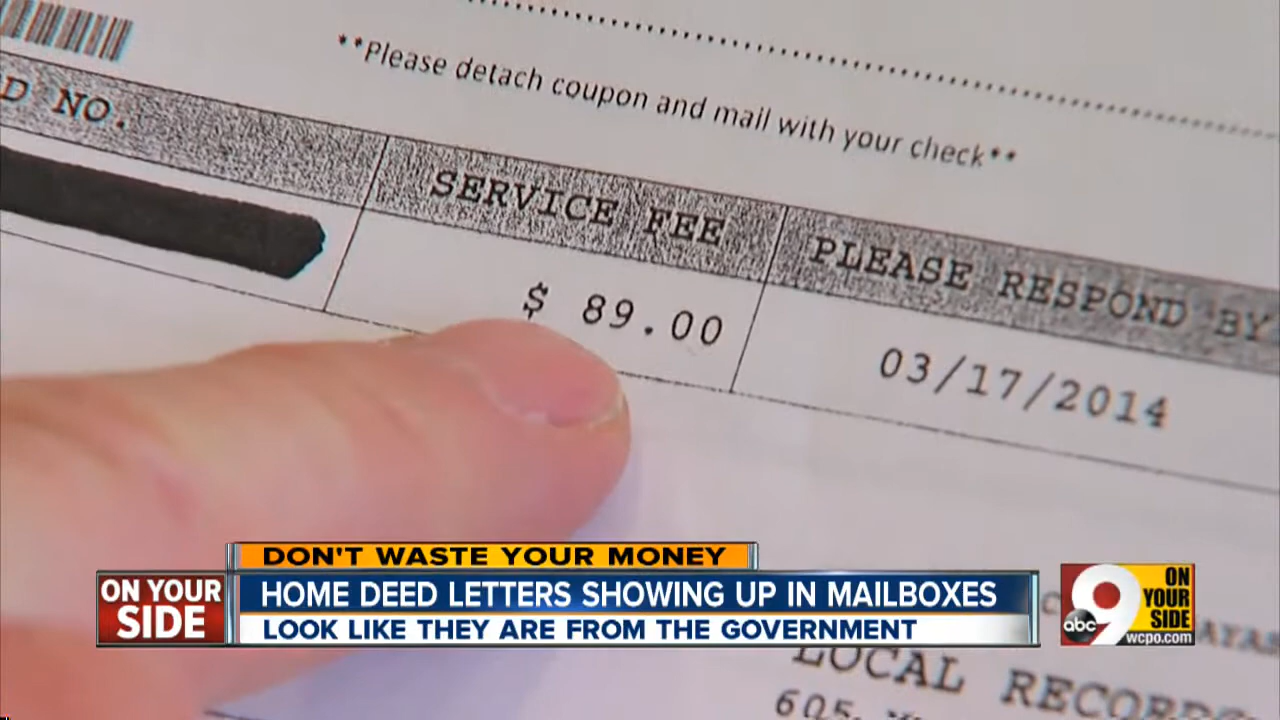 **Please detach coupon and mail with your check**
D NO.
SERVICE FEE
PLEASE RESPOND BY
$ 89.00
03/17/2014
DON'T WASTE YOUR MONEY
ON YOUR
SIDE
HOME DEED LETTERS SHOWING UP IN MAILBOXES
LOOK LIKE THEY ARE FROM THE GOVERNMENT
abc 9
ON
YOUR
SIDE
wcpo.com
LOCAL RECORDS
605